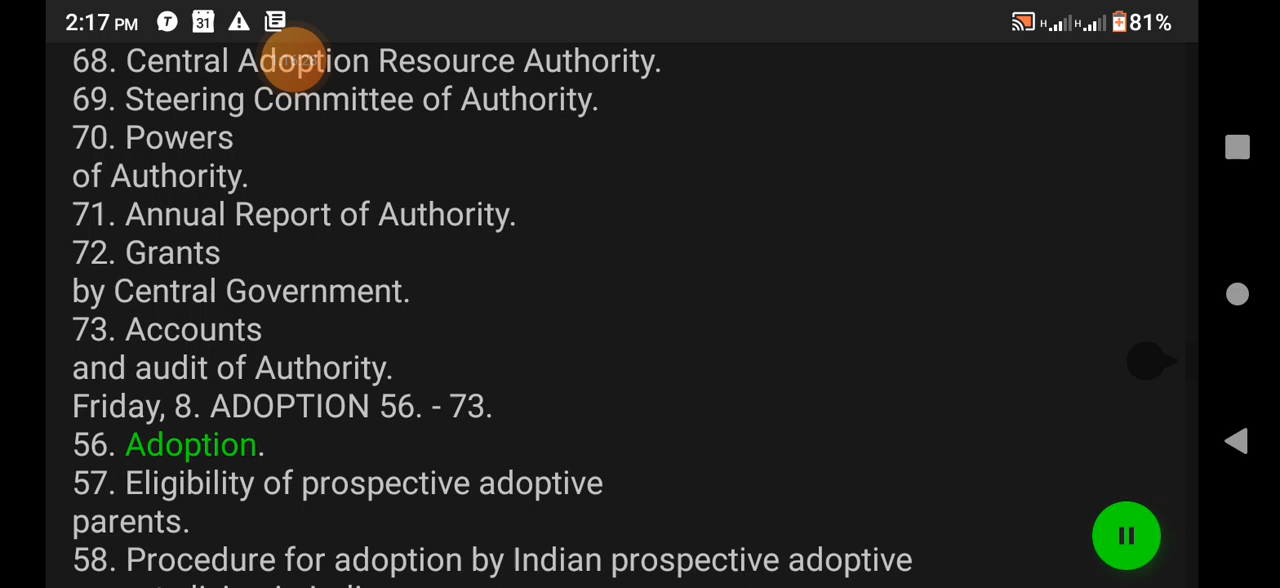 2:17 PM T 31 H H 81%
68. Central Adoption Resource Authority.
69. Steering Committee of Authority.
70. Powers
of Authority.
71. Annual Report of Authority.
72. Grants
by Central Government.
73. Accounts
and audit of Authority.
Friday, 8. ADOPTION 56. - 73.
56. Adoption.
57. Eligibility of prospective adoptive
parents.
58. Procedure for adoption by Indian prospective adoptive